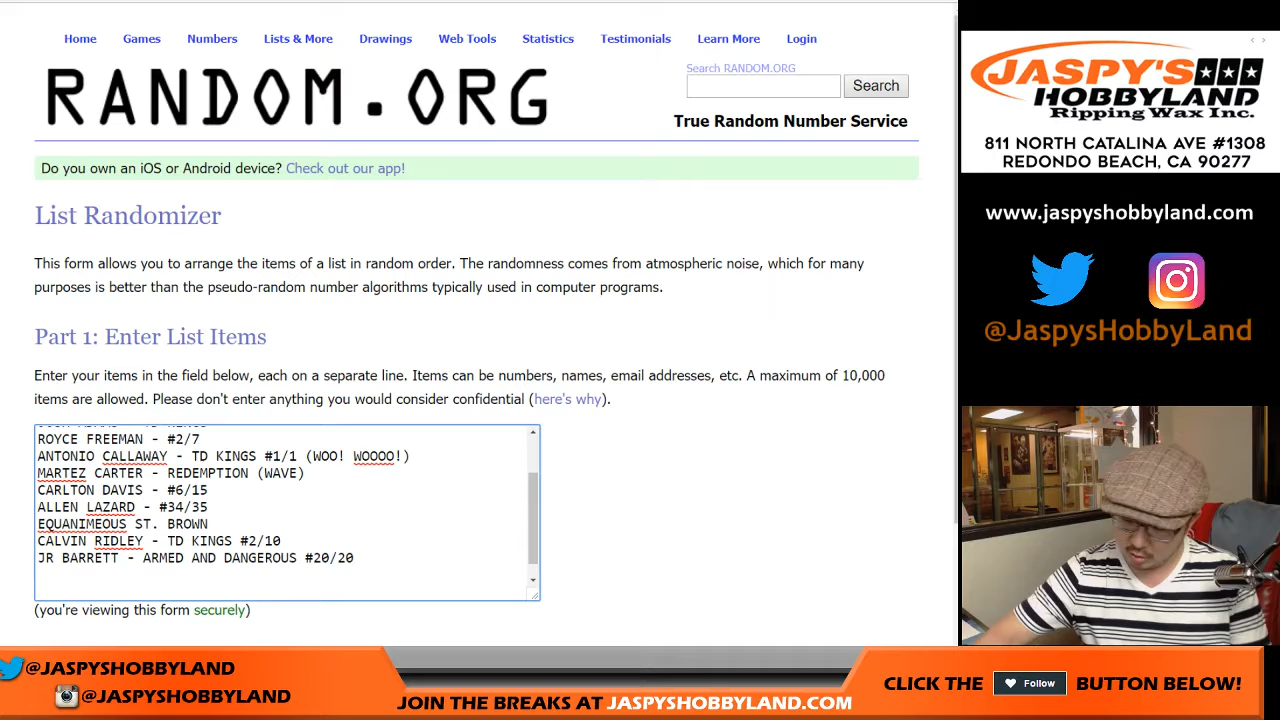 Home Games Numbers Lists & More Drawings Web Tools Statistics Testimonials Learn More Login
RANDOM.ORG
Search RANDOM.ORG
Search
True Random Number Service
Do you own an iOS or Android device? Check out our app!
List Randomizer
This form allows you to arrange the items of a list in random order. The randomness comes from atmospheric noise, which for many
purposes is better than the pseudo-random number algorithms typically used in computer programs.
Part 1: Enter List Items
Enter your items in the field below, each on a separate line. Items can be numbers, names, email addresses, etc. A maximum of 10,000
items are allowed. Please don't enter anything you would consider confidential (here's why).
ROYCE FREEMAN - #2/7
ANTONIO CALLAWAY - TD KINGS #1/1 (WOO! WOOOO!)
MARTEZ CARTER - REDEMPTION (WAVE)
CARLTON DAVIS - #6/15
ALLEN LAZARD - #34/35
EQUANIMEOUS ST. BROWN
CALVIN RIDLEY - TD KINGS #2/10
JR BARRETT - ARMED AND DANGEROUS #20/20
(you're viewing this form securely)
JASPY'S
HOBBYLAND
Ripping Wax Inc.
811 NORTH CATALINA AVE #1308
REDONDO BEACH, CA 90277
www.jaspyshobbyland.com
@JaspysHobbyLand
@JASPYSHOBBYLAND
@JASPYSHOBBYLAND
JOIN THE BREAKS AT JASPYSHOBBYLAND.COM
CLICK THE Follow BUTTON BELOW!